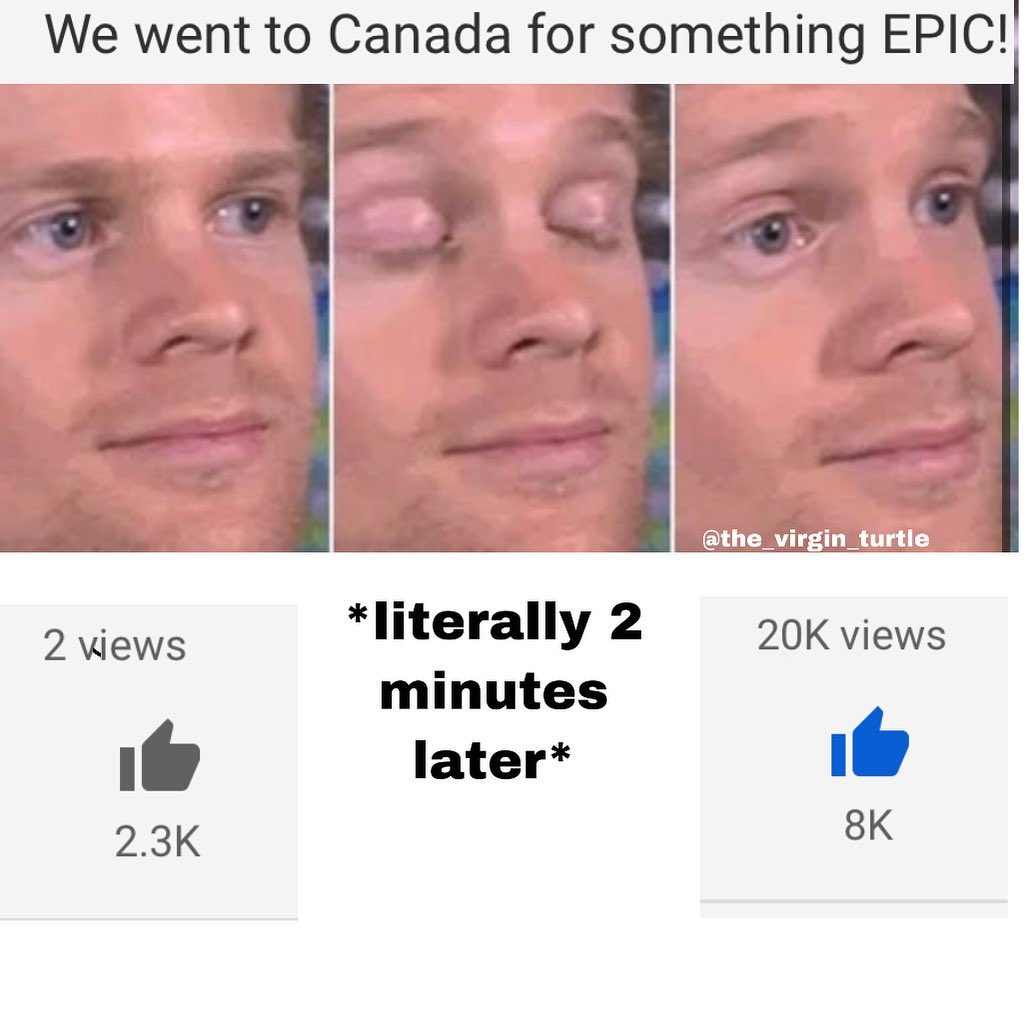 We went to Canada for something EPIC!
@the_virgin_turtle
2 views
2.3K
*literally 2
minutes
later*
20K views
8K